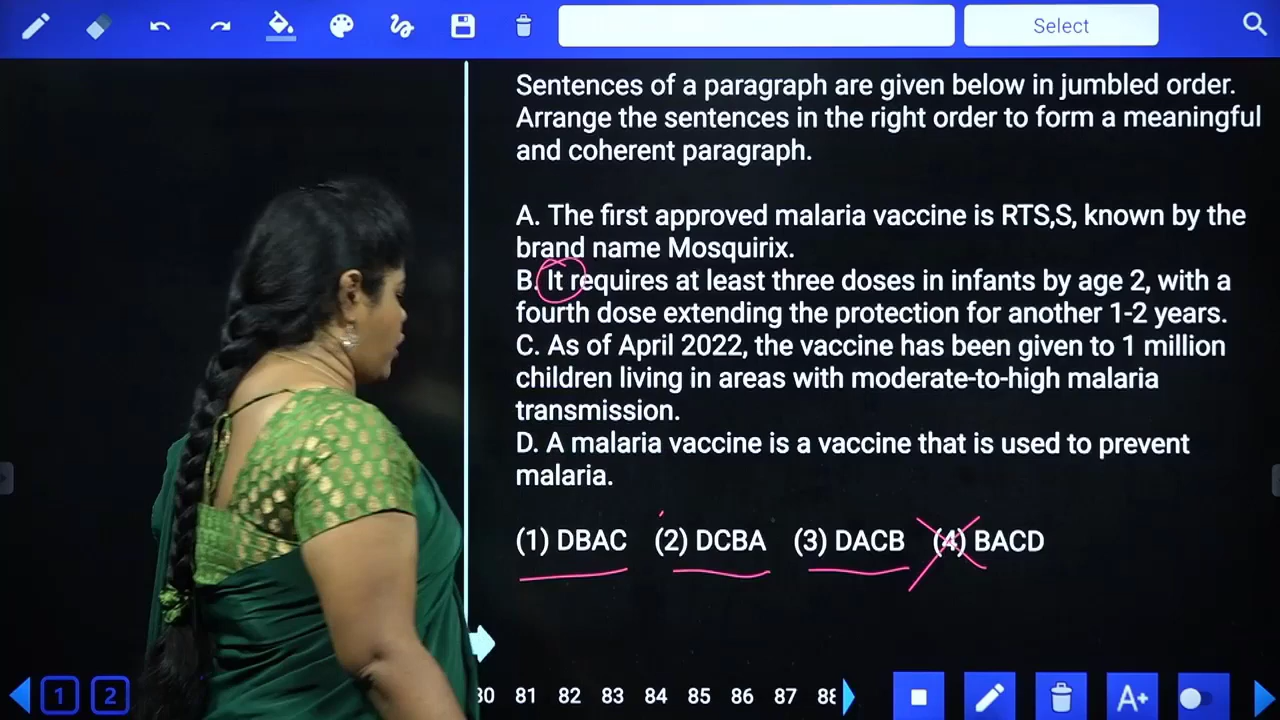 Select
Sentences of a paragraph are given below in jumbled order.
Arrange the sentences in the right order to form a meaningful
and coherent paragraph.
A. The first approved malaria vaccine is RTS,S, known by the
brand name Mosquirix.
B. It requires at least three doses in infants by age 2, with a
fourth dose extending the protection for another 1-2 years.
C. As of April 2022, the vaccine has been given to 1 million
children living in areas with moderate-to-high malaria
transmission.
D. A malaria vaccine is a vaccine that is used to prevent
malaria.
(1) DBAC (2) DCBA (3) DACB (4) BACD
1 2 81 82 83 84 85 86 87 A+